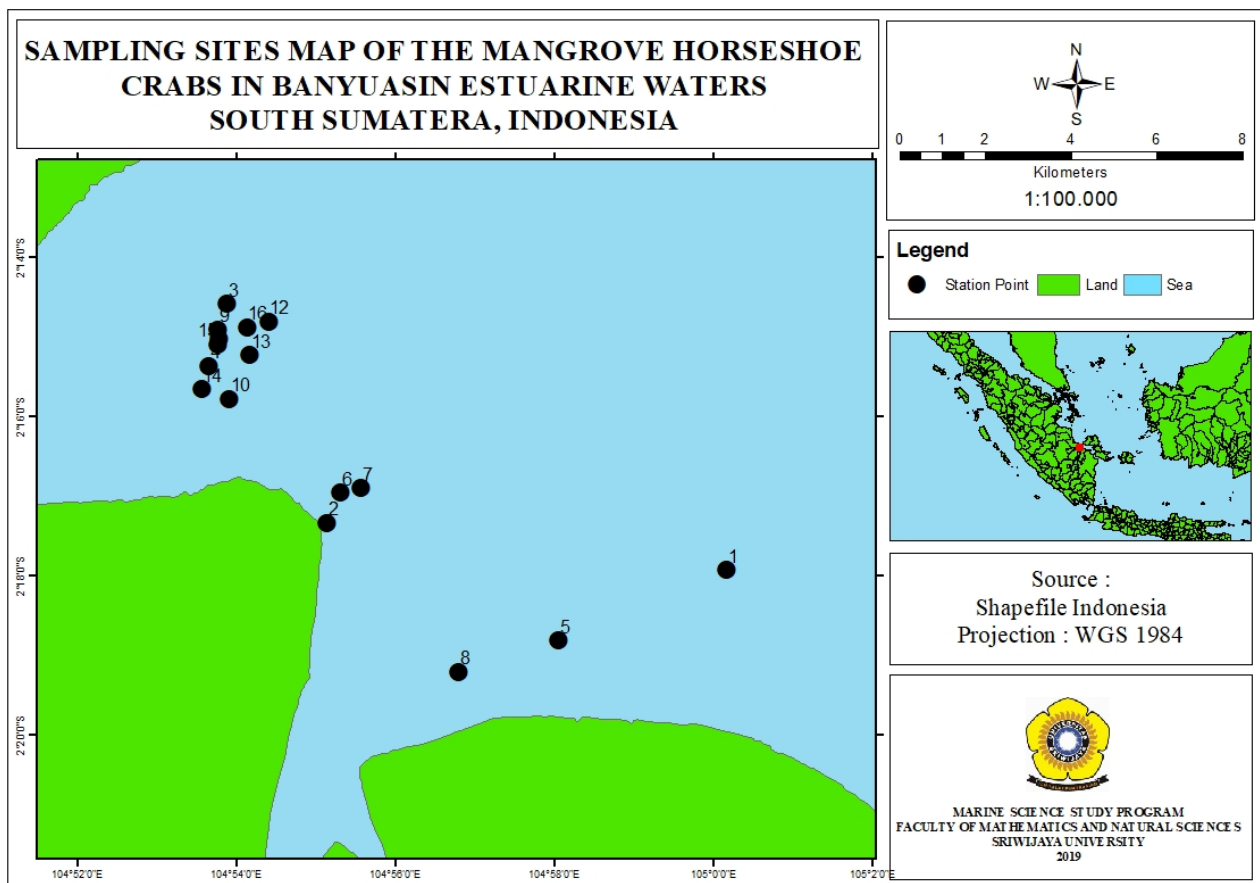 SAMPLING SITES MAP OF THE MANGROVE HORSESHOE
CRABS IN BANYUASIN ESTUARINE WATERS
SOUTH SUMATERA, INDONESIA
N
W E
S
0 1 2 4 6 8
Kilometers
1:100.000
Legend
Station Point Land Sea
2°14'0"S
2°16'0"S
2°18'0"S
2°20'0"S
3
9
16
12
15
13
4
14
10
6
7
2
1
5
8
104°52'0"E 104°54'0"E 104°56'0"E 104°58'0"E 105°0'0"E 105°2'0"E
Source :
Shapefile Indonesia
Projection : WGS 1984
MARINE SCIENCE STUDY PROGRAM
FACULTY OF MATHEMATICS AND NATURAL SCIENCES
SRIWIJAYA UNIVERSITY
2019